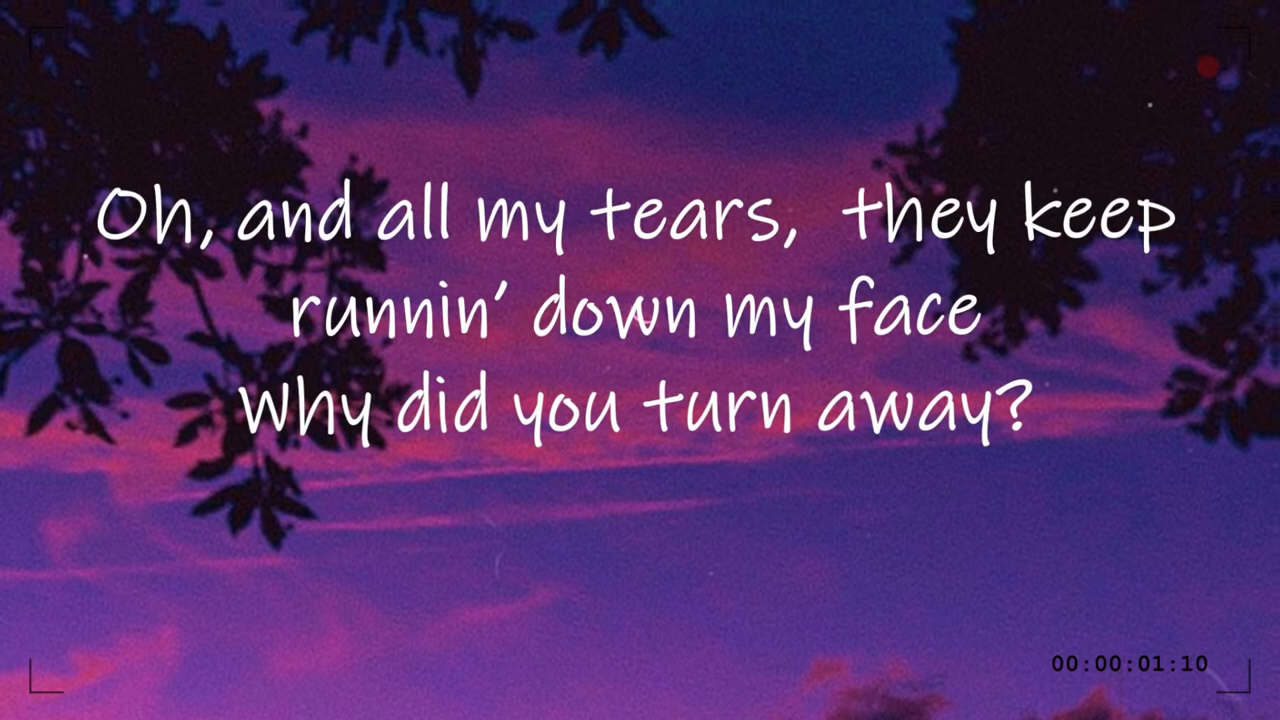 Oh, and all my tears,  they keep
runnin’ down my face
Why did you turn away?
00:00:01:10